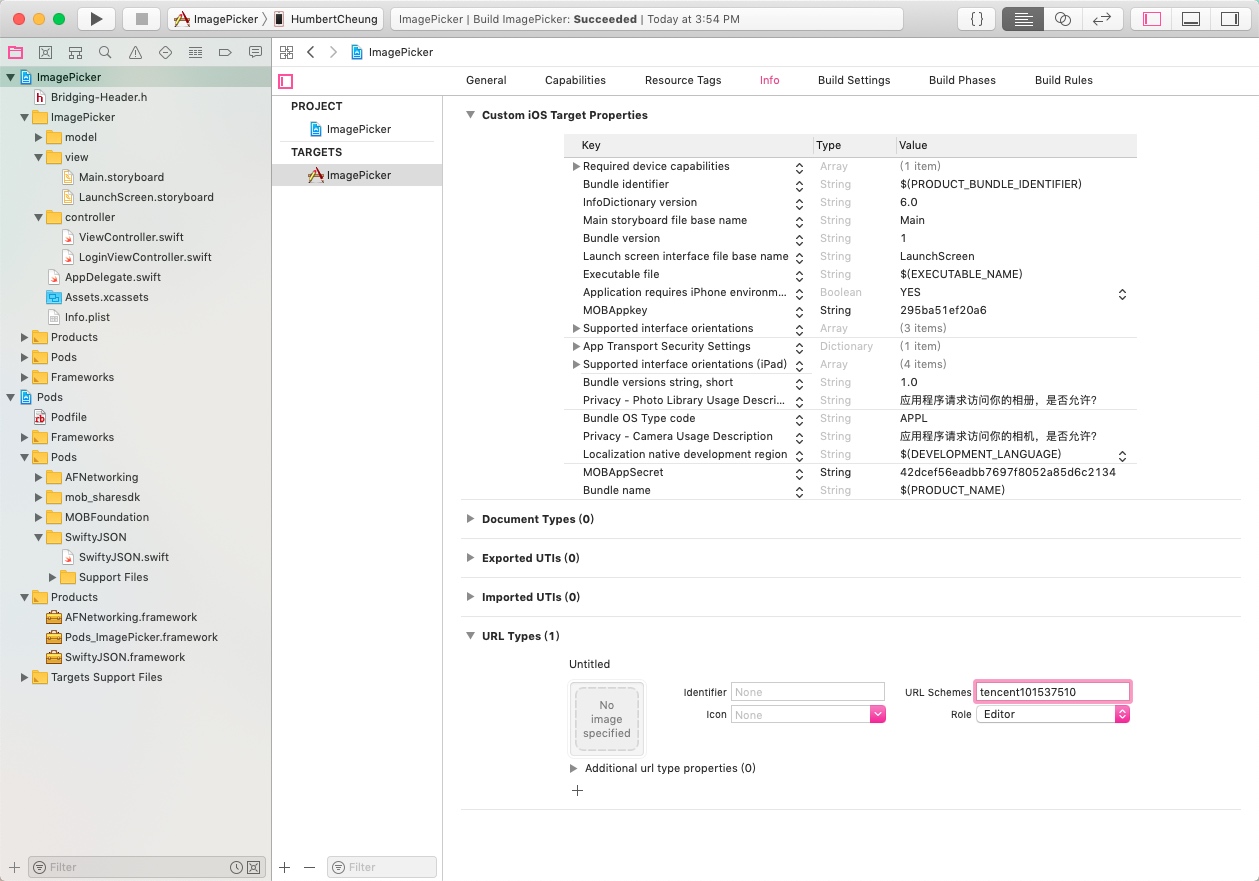 ImagePicker
HumbertCheung
ImagePicker | Build ImagePicker: Succeeded | Today at 3:54 PM
{ }
ImagePicker
Bridging-Header.h
ImagePicker
model
view
Main.storyboard
LaunchScreen.storyboard
controller
ViewController.swift
LoginViewController.swift
AppDelegate.swift
Assets.xcassets
Info.plist
Products
Pods
Frameworks
Pods
Podfile
Frameworks
Pods
AFNetworking
mob_sharesdk
MOBFoundation
SwiftyJSON
SwiftyJSON.swift
Support Files
Products
AFNetworking.framework
Pods_ImagePicker.framework
SwiftyJSON.framework
Targets Support Files
Filter
ImagePicker
General Capabilities Resource Tags Info Build Settings Build Phases Build Rules
PROJECT
ImagePicker
TARGETS
ImagePicker
Filter
Custom iOS Target Properties
Key Type Value
Required device capabilities Array (1 item)
Bundle identifier String $(PRODUCT_BUNDLE_IDENTIFIER)
InfoDictionary version String 6.0
Main storyboard file base name String Main
Bundle version String 1
Launch screen interface file base name String LaunchScreen
Executable file String $(EXECUTABLE_NAME)
Application requires iPhone environm... Boolean YES
MOBAppkey String 295ba51ef20a6
Supported interface orientations Array (3 items)
App Transport Security Settings Dictionary (1 item)
Supported interface orientations (iPad) Array (4 items)
Bundle versions string, short String 1.0
Privacy - Photo Library Usage Descri... String 应用程序请求访问你的相册，是否允许?
Bundle OS Type code String APPL
Privacy - Camera Usage Description String 应用程序请求访问你的相机，是否允许?
Localization native development region String $(DEVELOPMENT_LANGUAGE)
MOBAppSecret String 42dcef56eadbb7697f8052a85d6c2134
Bundle name String $(PRODUCT_NAME)
Document Types (0)
Exported UTIs (0)
Imported UTIs (0)
URL Types (1)
Untitled
No
image
specified
Identifier None URL Schemes tencent101537510
Icon None Role Editor
Additional url type properties (0)